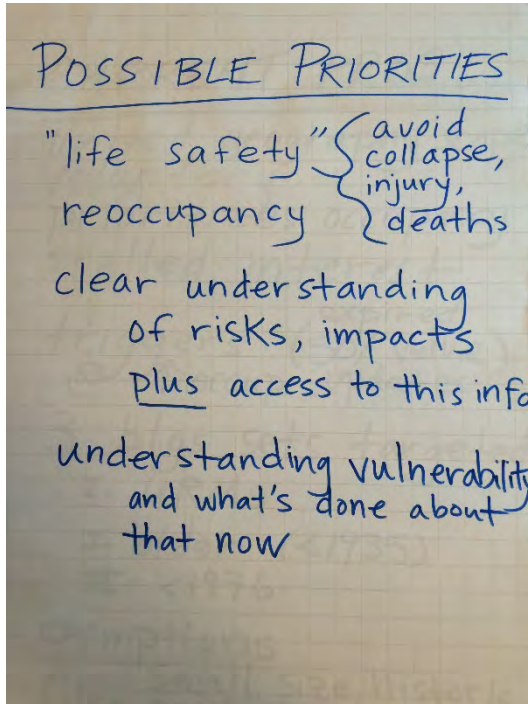 POSSIBLE PRIORITIES
"life safety" { avoid
collapse,
injury,
deaths
reoccupancy
clear understanding
of risks, impacts
plus access to this info
understanding vulnerability
and what's done about
that now